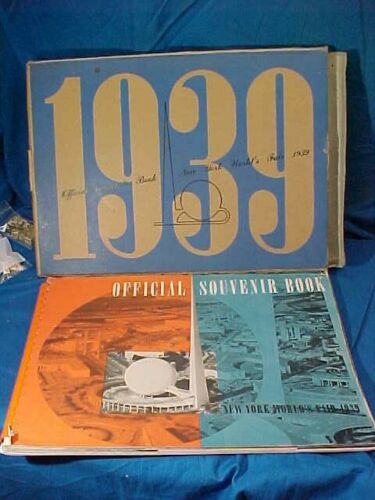 1939
Official Souvenir Book New York World's Fair 1939
OFFICIAL SOUVENIR BOOK
NEW YORK WORLD'S FAIR 1939